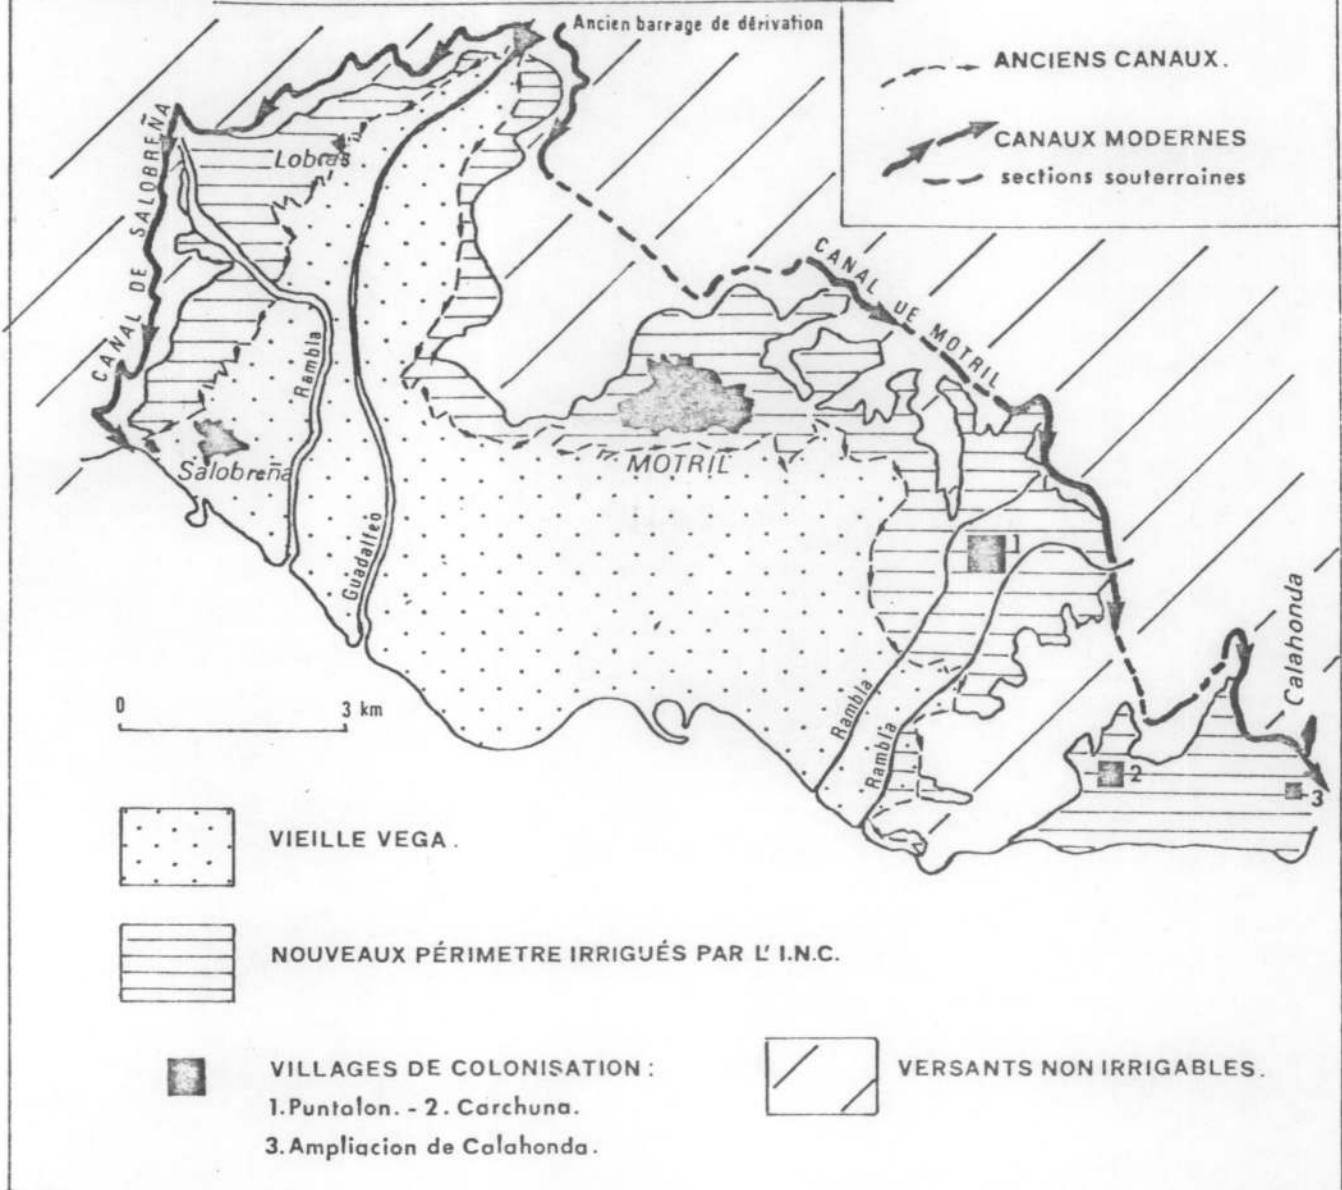 Ancien barrage de dérivation
ANCIENS CANAUX.
CANAUX MODERNES
sections souterraines
CANAL DE SALOBREÑA
Lobras
CANAL DE MOTRIL
Rambla
Salobreña
MOTRIL
Guadalfeo
1
Calahonda
Rambla
Rambla
0 3 km
2
3
VIEILLE VEGA.
NOUVEAUX PÉRIMETRE IRRIGUÉS PAR L' I.N.C.
VILLAGES DE COLONISATION :
1. Puntalon. - 2. Carchuna.
3. Ampliacion de Calahonda.
VERSANTS NON IRRIGABLES.